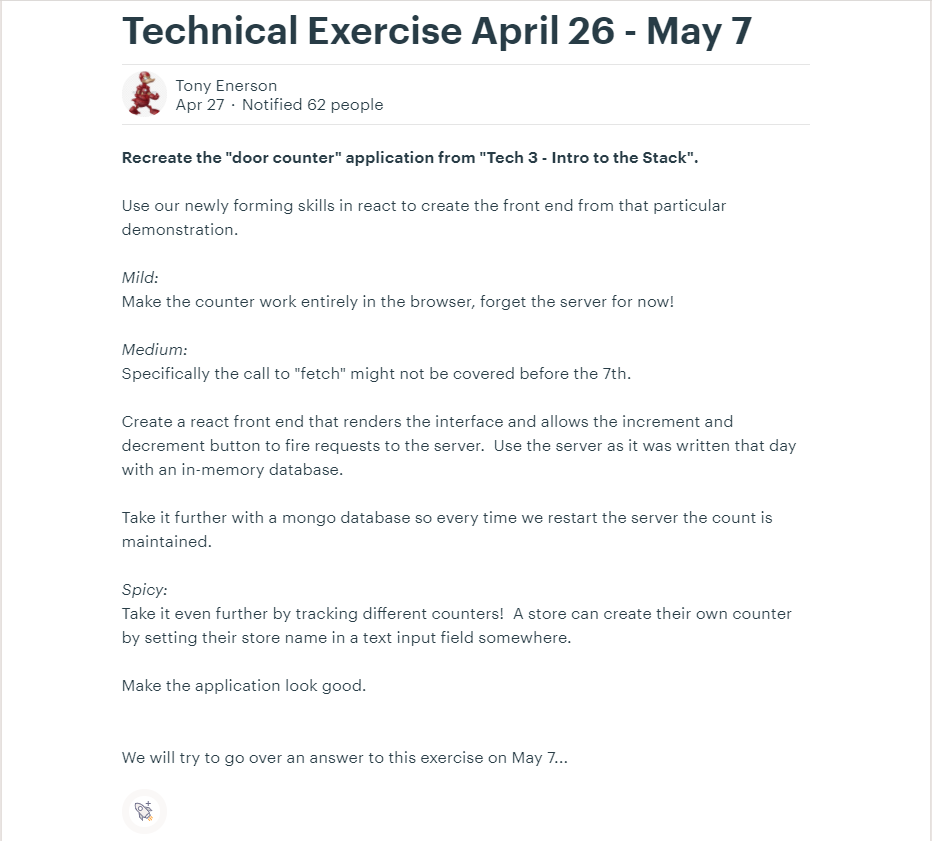 Technical Exercise April 26 - May 7
Tony Enerson
Apr 27 · Notified 62 people
Recreate the "door counter" application from "Tech 3 - Intro to the Stack".
Use our newly forming skills in react to create the front end from that particular
demonstration.
Mild:
Make the counter work entirely in the browser, forget the server for now!
Medium:
Specifically the call to "fetch" might not be covered before the 7th.
Create a react front end that renders the interface and allows the increment and
decrement button to fire requests to the server.  Use the server as it was written that day
with an in-memory database.
Take it further with a mongo database so every time we restart the server the count is
maintained.
Spicy:
Take it even further by tracking different counters!  A store can create their own counter
by setting their store name in a text input field somewhere.
Make the application look good.
We will try to go over an answer to this exercise on May 7...